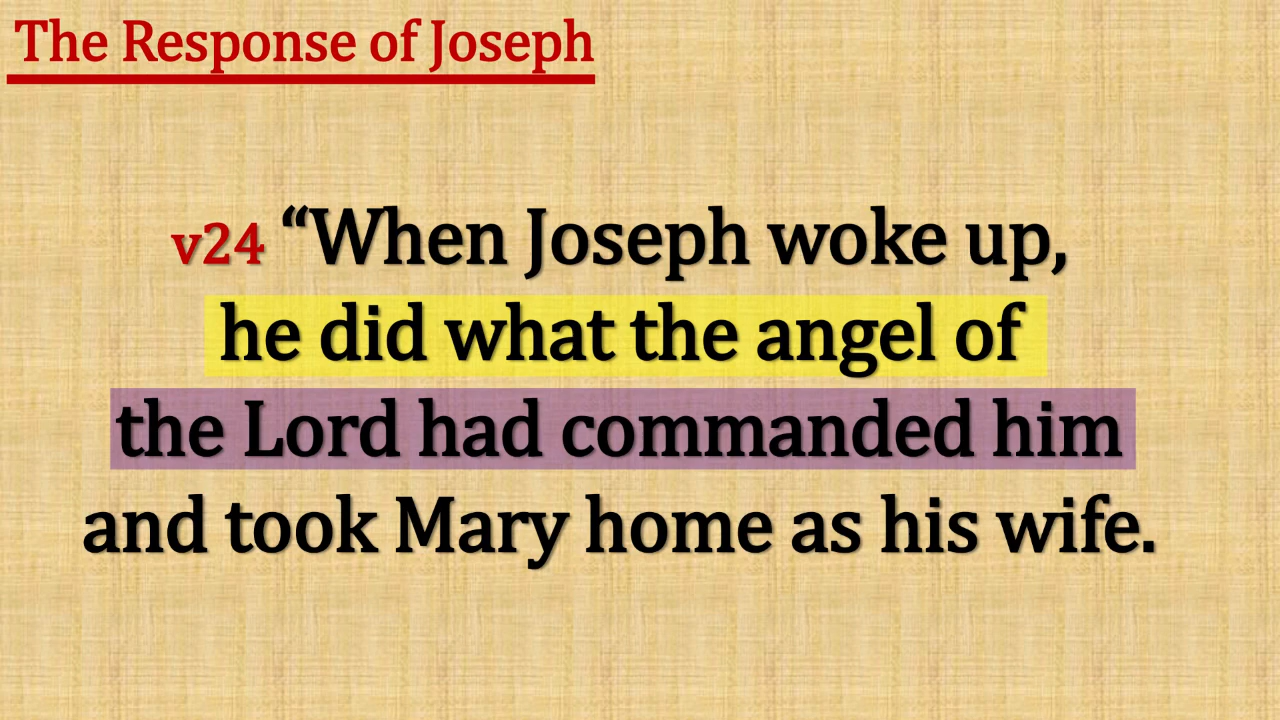 The Response of Joseph
v24 “When Joseph woke up,
he did what the angel of
the Lord had commanded him
and took Mary home as his wife.